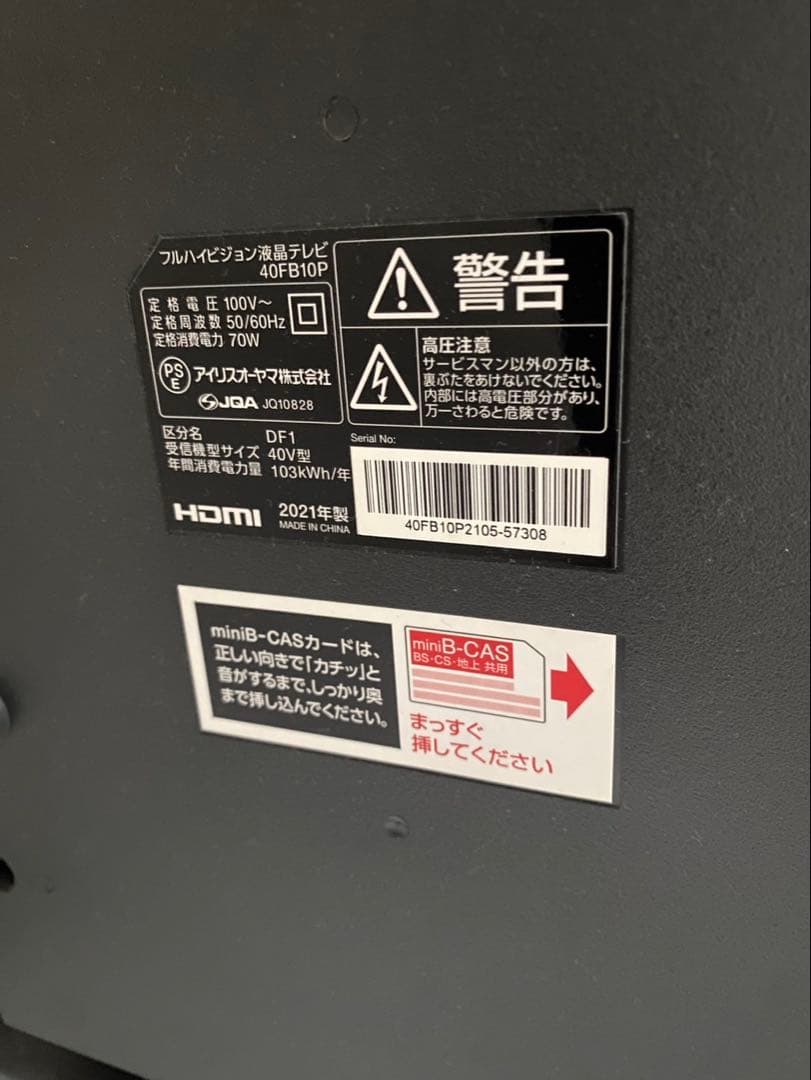 フルハイビジョン液晶テレビ
40FB10P
定格電圧 100V～
定格周波数 50/60Hz
定格消費電力 70W
PSE
アイリスオーヤマ株式会社
JQA JQ10828
区分名 DF1
受信機型サイズ 40V型
年間消費電力量 103kWh/年
HDMI
2021年製
MADE IN CHINA
警告
高圧注意
サービスマン以外の方は、
裏ぶたをあけないでください。
内部には高電圧部分があり、
万一さわると危険です。
Serial No:
40FB10P2105-57308
miniB-CASカードは、
正しい向きで「カチッ」と
音がするまで、しっかり奥
まで挿し込んでください。
miniB-CAS
BS・CS・地上 共用
まっすぐ
挿してください